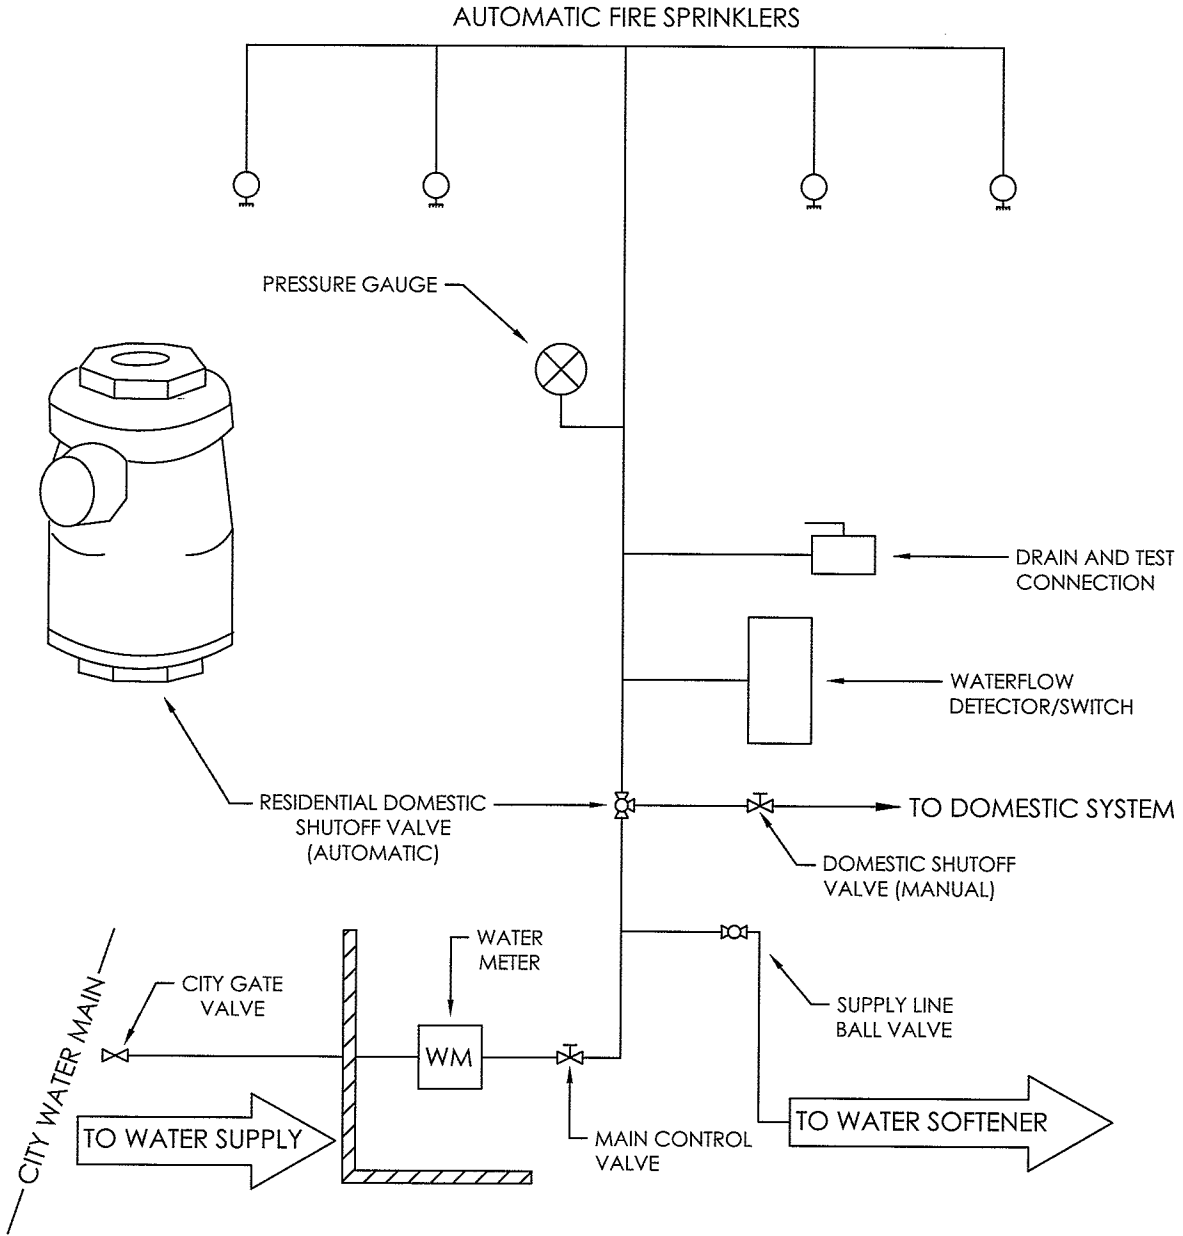 AUTOMATIC FIRE SPRINKLERS
PRESSURE GAUGE
DRAIN AND TEST
CONNECTION
WATERFLOW
DETECTOR/SWITCH
RESIDENTIAL DOMESTIC
SHUTOFF VALVE
(AUTOMATIC)
TO DOMESTIC SYSTEM
DOMESTIC SHUTOFF
VALVE (MANUAL)
WATER
METER
CITY GATE
VALVE
SUPPLY LINE
BALL VALVE
WM
CITY WATER MAIN
TO WATER SUPPLY
MAIN CONTROL
VALVE
TO WATER SOFTENER